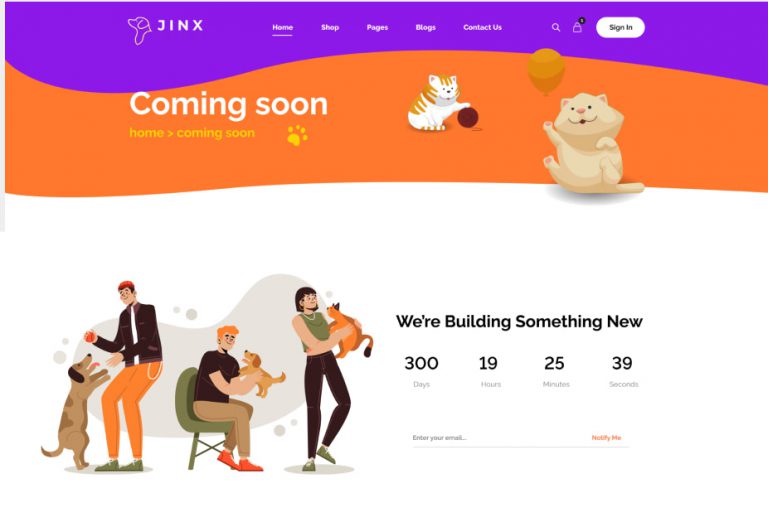 JINX
Home Shop Pages Blogs Contact Us 1 Sign In
Coming soon
home > coming soon
We're Building Something New
300 19 25 39
Days Hours Minutes Seconds
Enter your email... Notify Me